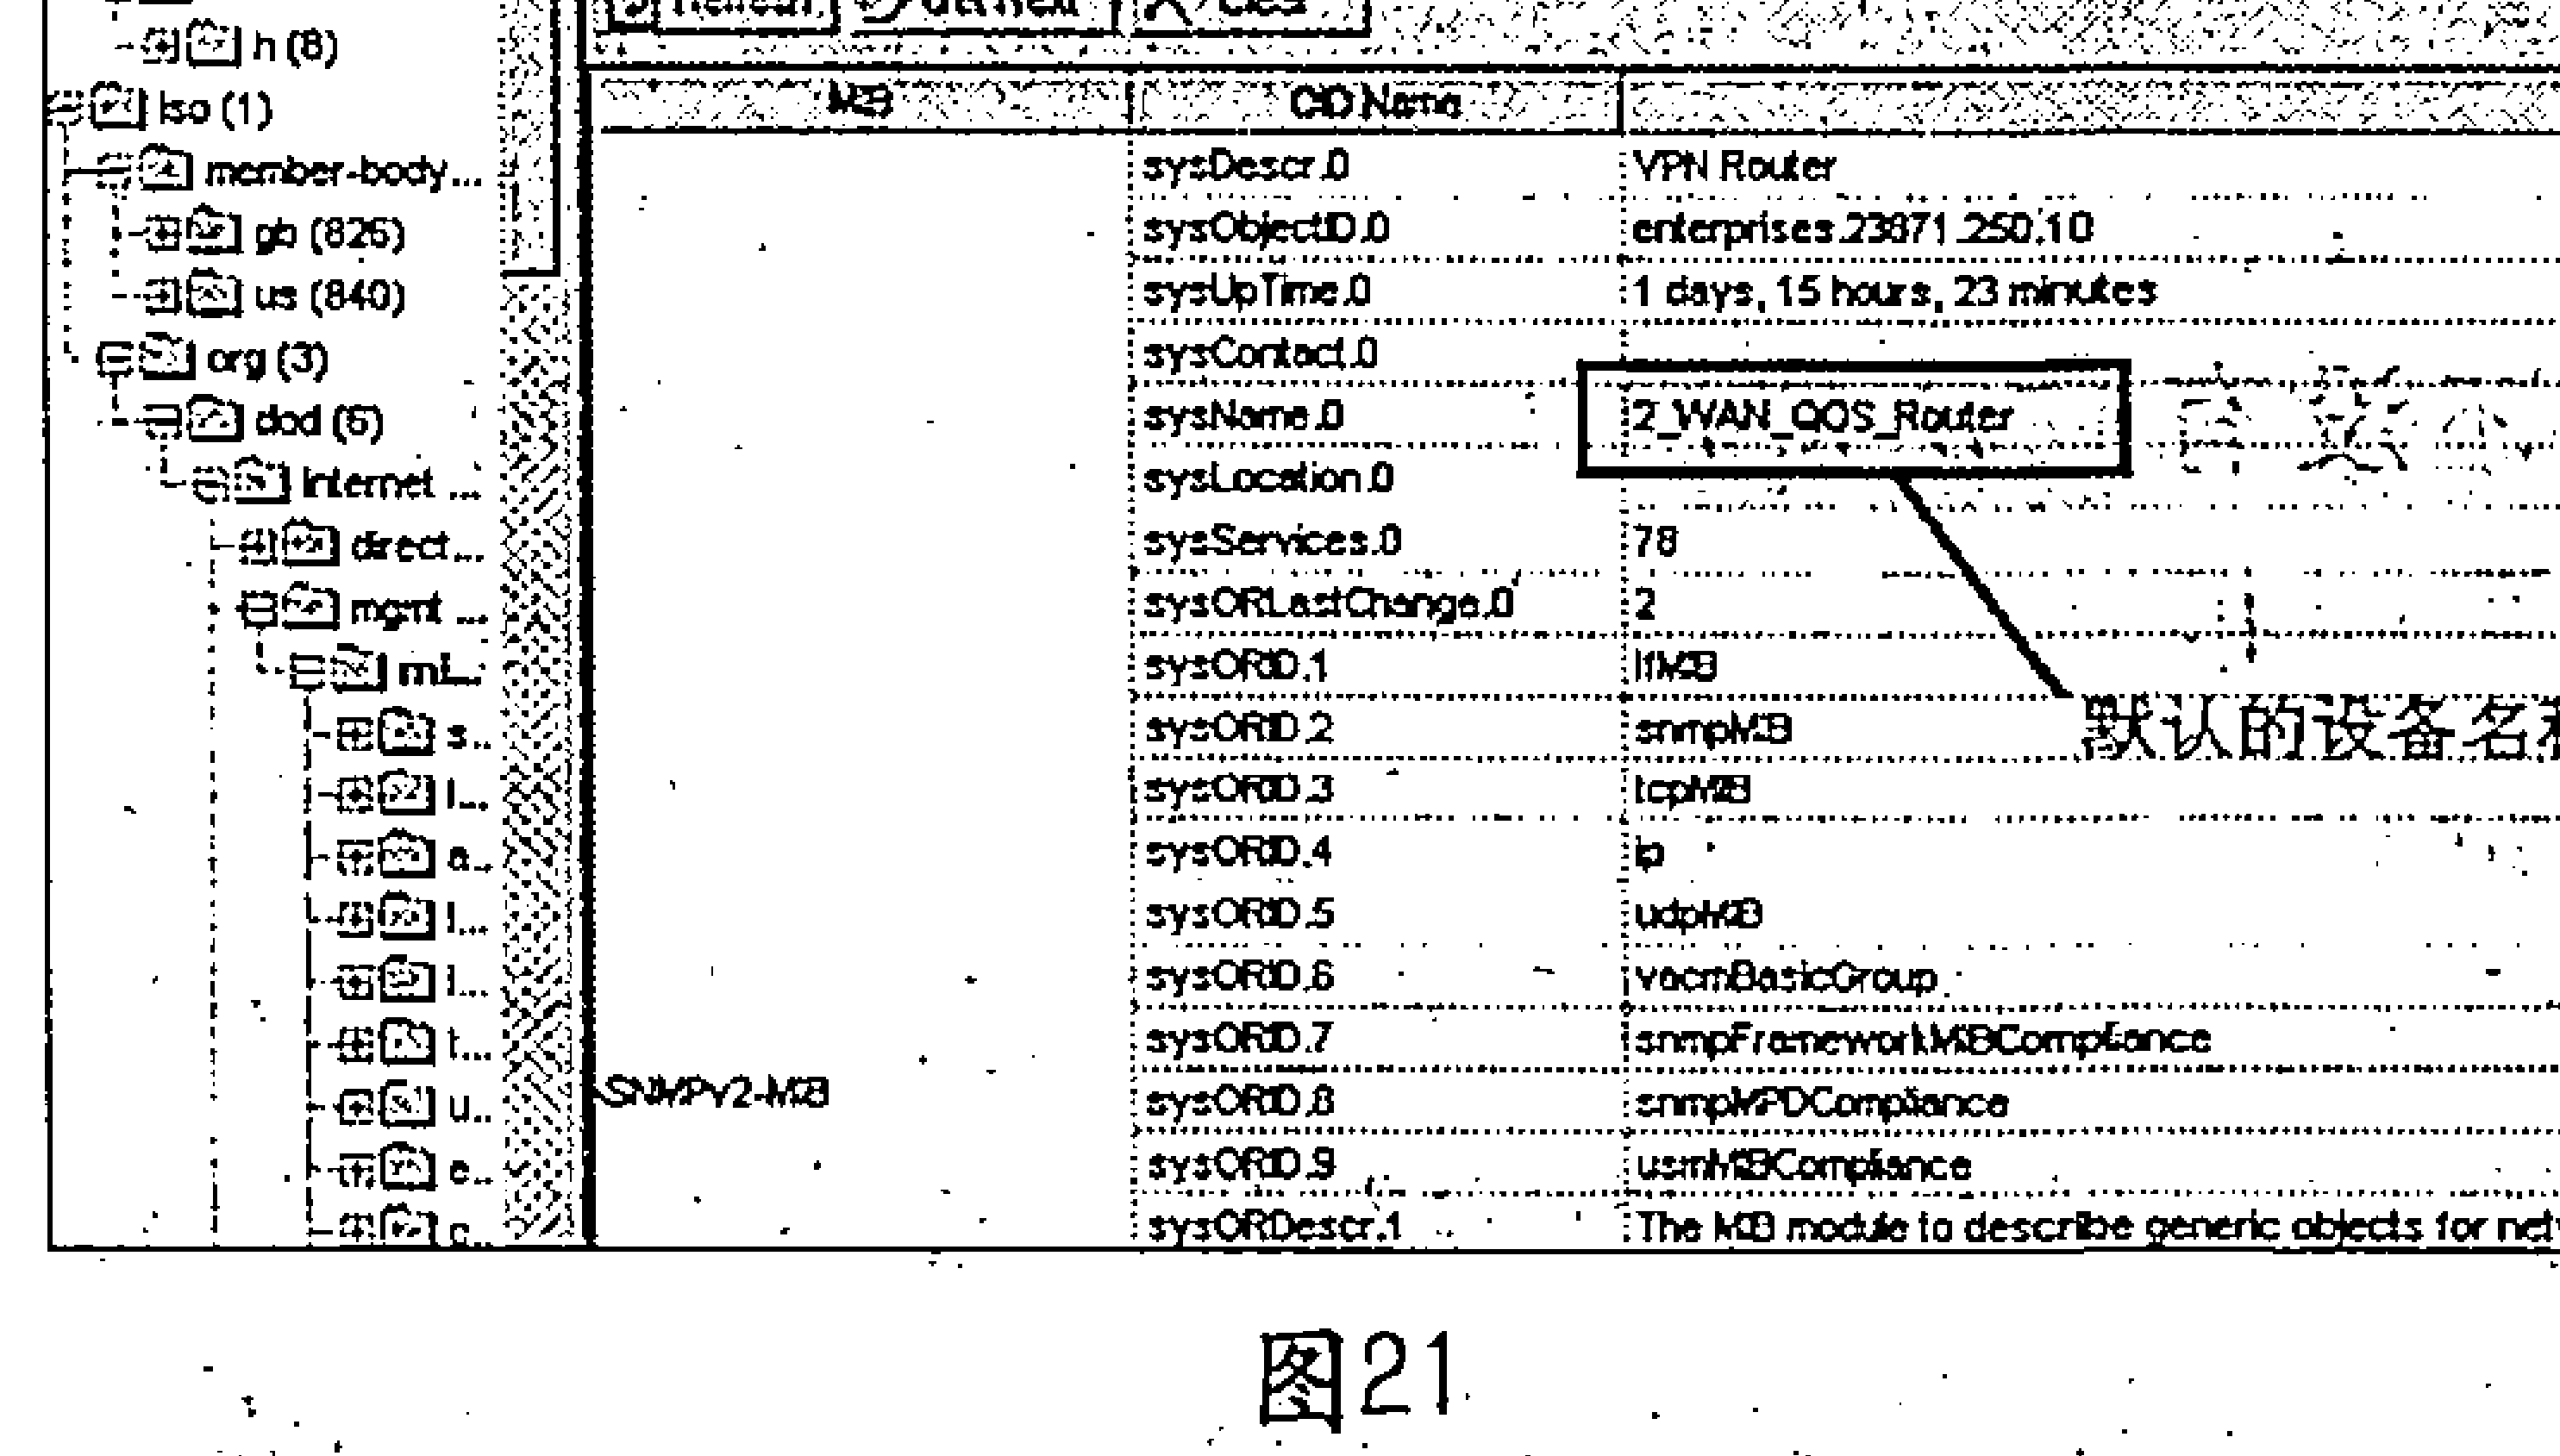 Refresh
h (8)
iso (1)
member-body...
gb (826)
us (840)
org (3)
dod (6)
internet ...
direct...
mgmt ...
mi...
s...
i...
a...
i...
i...
t...
u...
e...
c...
MIB
OID Name
SNMPv2-MIB
sysDescr.0 VPN Router
sysObjectID.0 enterprises.23871.250.10
sysUpTime.0 1 days, 15 hours, 23 minutes
sysContact.0
sysName.0 2_WAN_QOS_Router
sysLocation.0
sysServices.0 78
sysORLastChange.0 2
sysORID.1 ifMIB
sysORID.2 snmpMIB
默认的设备名称
sysORID.3 tcpMIB
sysORID.4 ip
sysORID.5 udpMIB
sysORID.6 vacmBasicGroup
sysORID.7 snmpFrameworkMIBCompliance
sysORID.8 snmpMPDCompliance
sysORID.9 usmMIBCompliance
sysORDescr.1 The MIB module to describe generic objects for net
图21